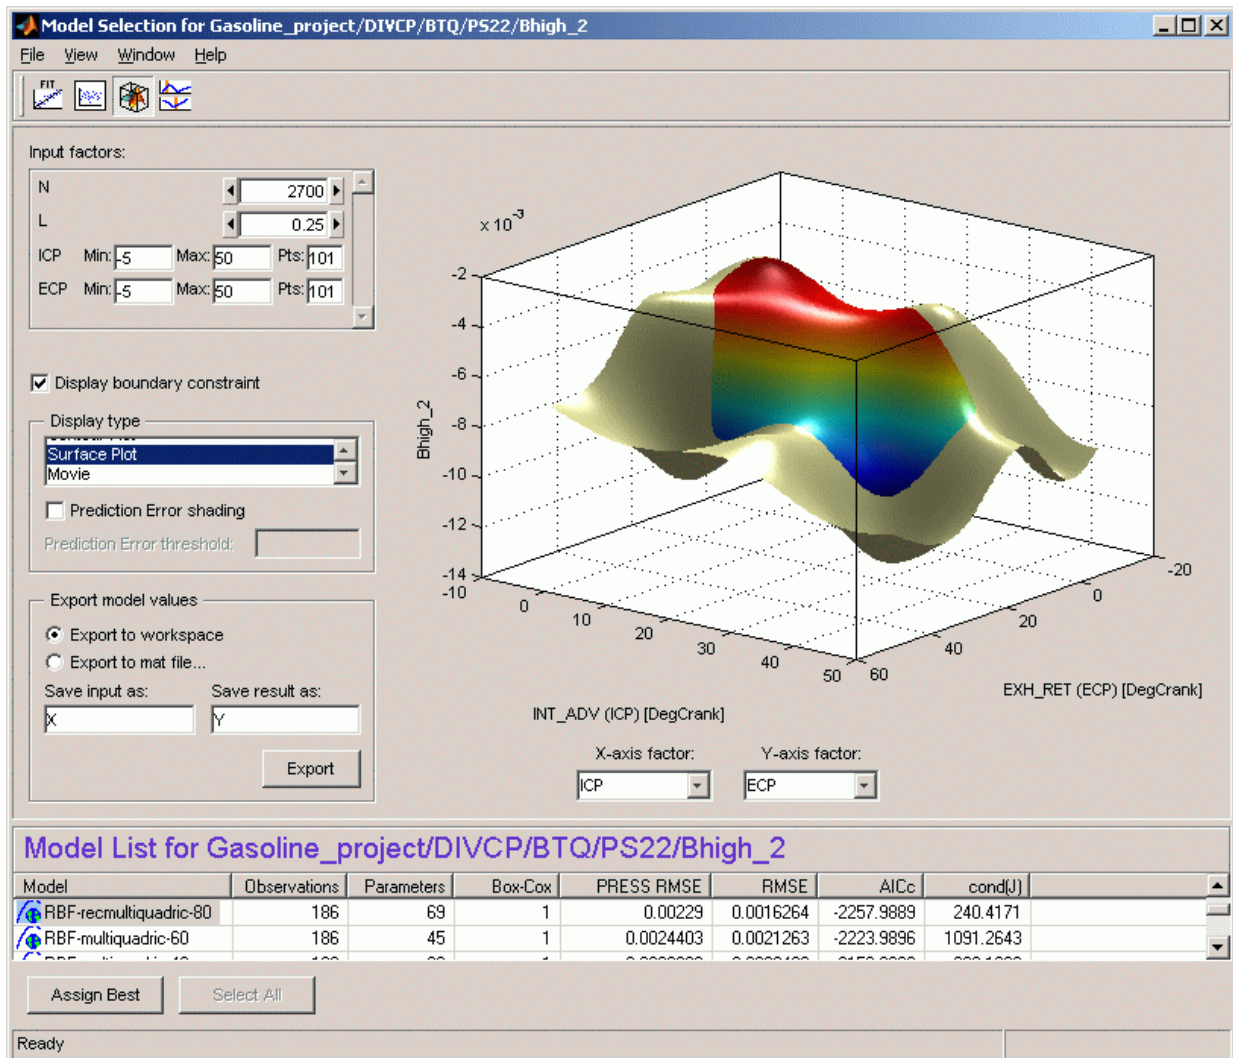 Model Selection for Gasoline_project/DIVCP/BTQ/PS22/Bhigh_2
File View Window Help
FIT
Input factors:
N 2700
L 0.25
ICP Min: -5 Max: 50 Pts: 101
ECP Min: -5 Max: 50 Pts: 101
Display boundary constraint
Display type
Surface Plot
Movie
Prediction Error shading
Prediction Error threshold:
Export model values
Export to workspace
Export to mat file...
Save input as: Save result as:
X Y
Export
x 10^-3
-2
-4
-6
-8
-10
-12
-14
Bhigh_2
-10 0 10 20 30 40 50
60 40 20 0 -20
INT_ADV (ICP) [DegCrank]
EXH_RET (ECP) [DegCrank]
X-axis factor: Y-axis factor:
ICP ECP
Model List for Gasoline_project/DIVCP/BTQ/PS22/Bhigh_2
Model Observations Parameters Box-Cox PRESS RMSE RMSE AICc cond(J)
RBF-recmultiquadric-80 186 69 1 0.00229 0.0016264 -2257.9889 240.4171
RBF-multiquadric-60 186 45 1 0.0024403 0.0021263 -2223.9896 1091.2643
Assign Best Select All
Ready